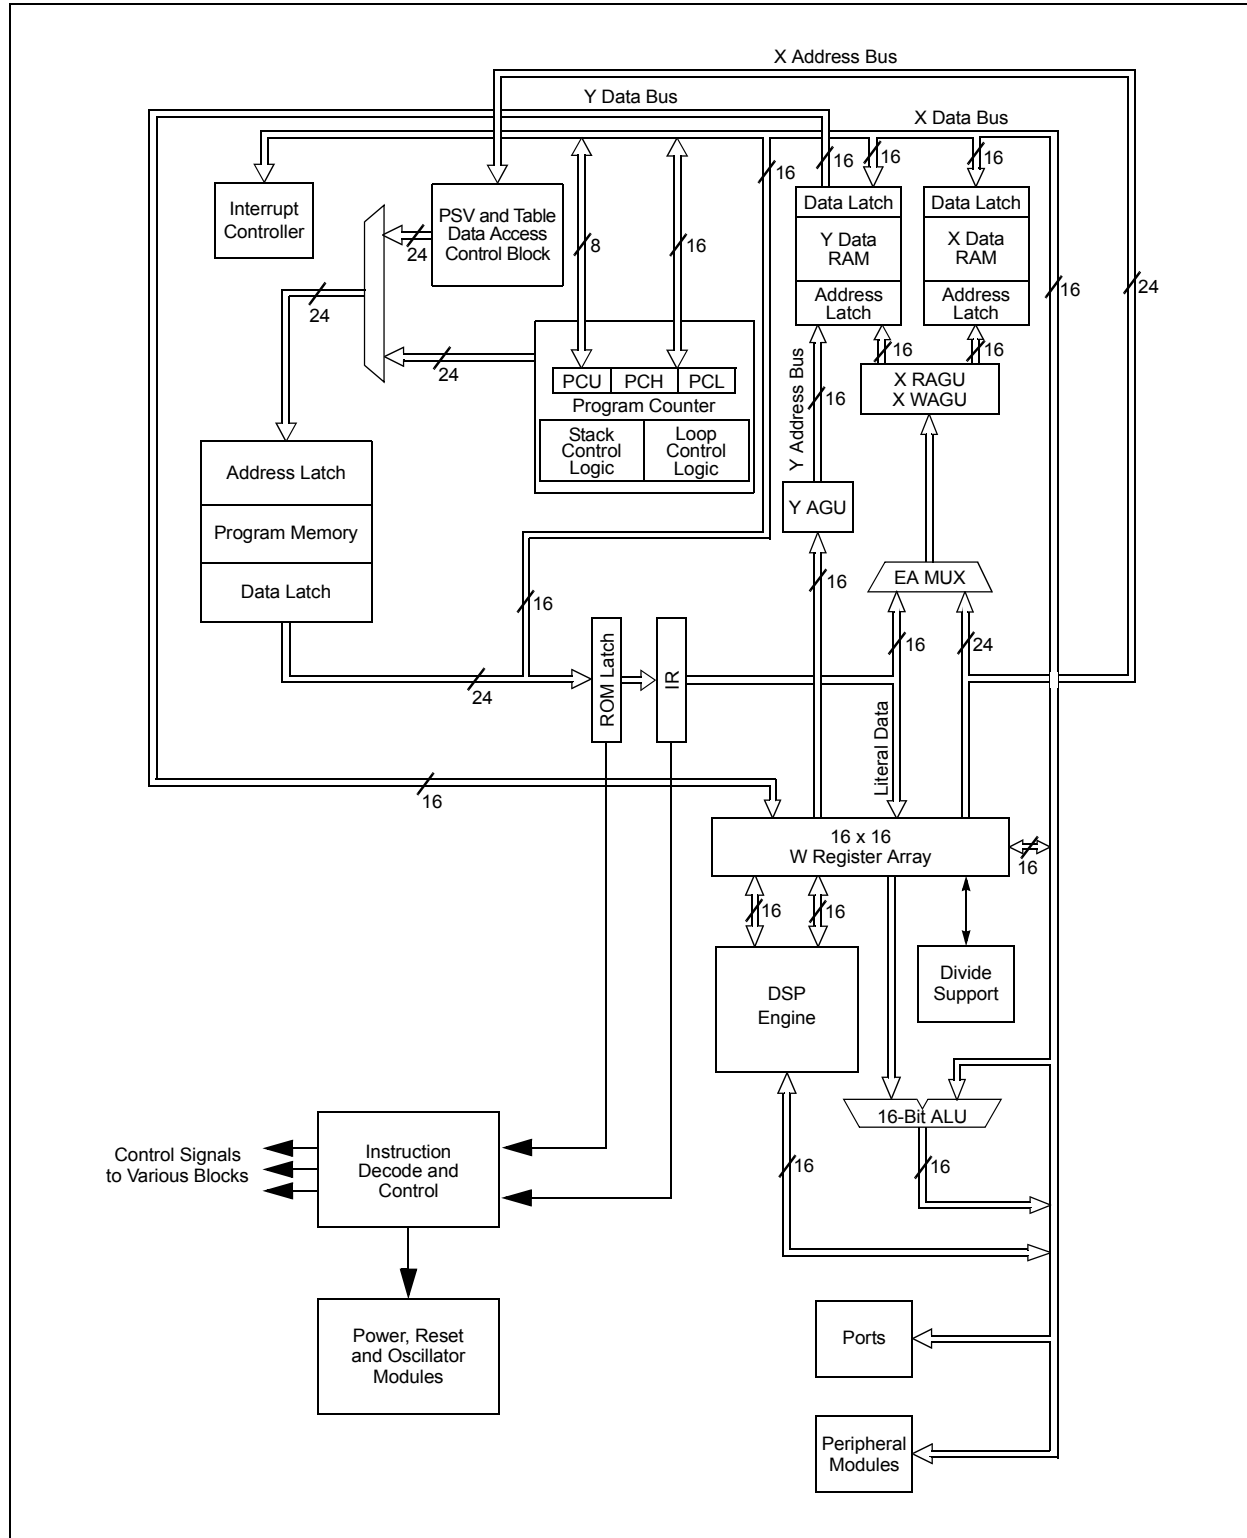 X Address Bus
Y Data Bus
X Data Bus
16
16
16
16
Interrupt
Controller
PSV and Table
Data Access
Control Block
Data Latch
Y Data
RAM
Address
Latch
Data Latch
X Data
RAM
Address
Latch
24
8
16
16
24
24
24
16
16
PCU
PCH
PCL
Program Counter
Stack
Control
Logic
Loop
Control
Logic
X RAGU
X WAGU
Y Address Bus
16
Address Latch
Program Memory
Data Latch
Y AGU
EA MUX
16
16
16
24
24
ROM Latch
IR
Literal Data
16
16 x 16
W Register Array
16
16
16
DSP
Engine
Divide
Support
16-Bit ALU
16
16
Control Signals
to Various Blocks
Instruction
Decode and
Control
Power, Reset
and Oscillator
Modules
Ports
Peripheral
Modules